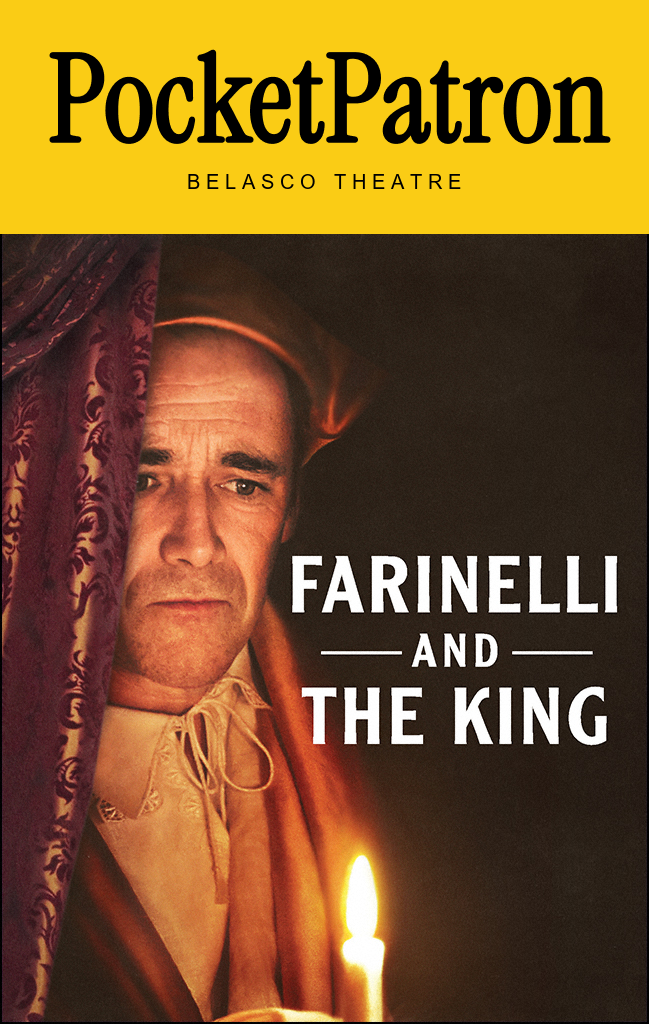 PocketPatron
BELASCO THEATRE
FARINELLI
AND
THE KING